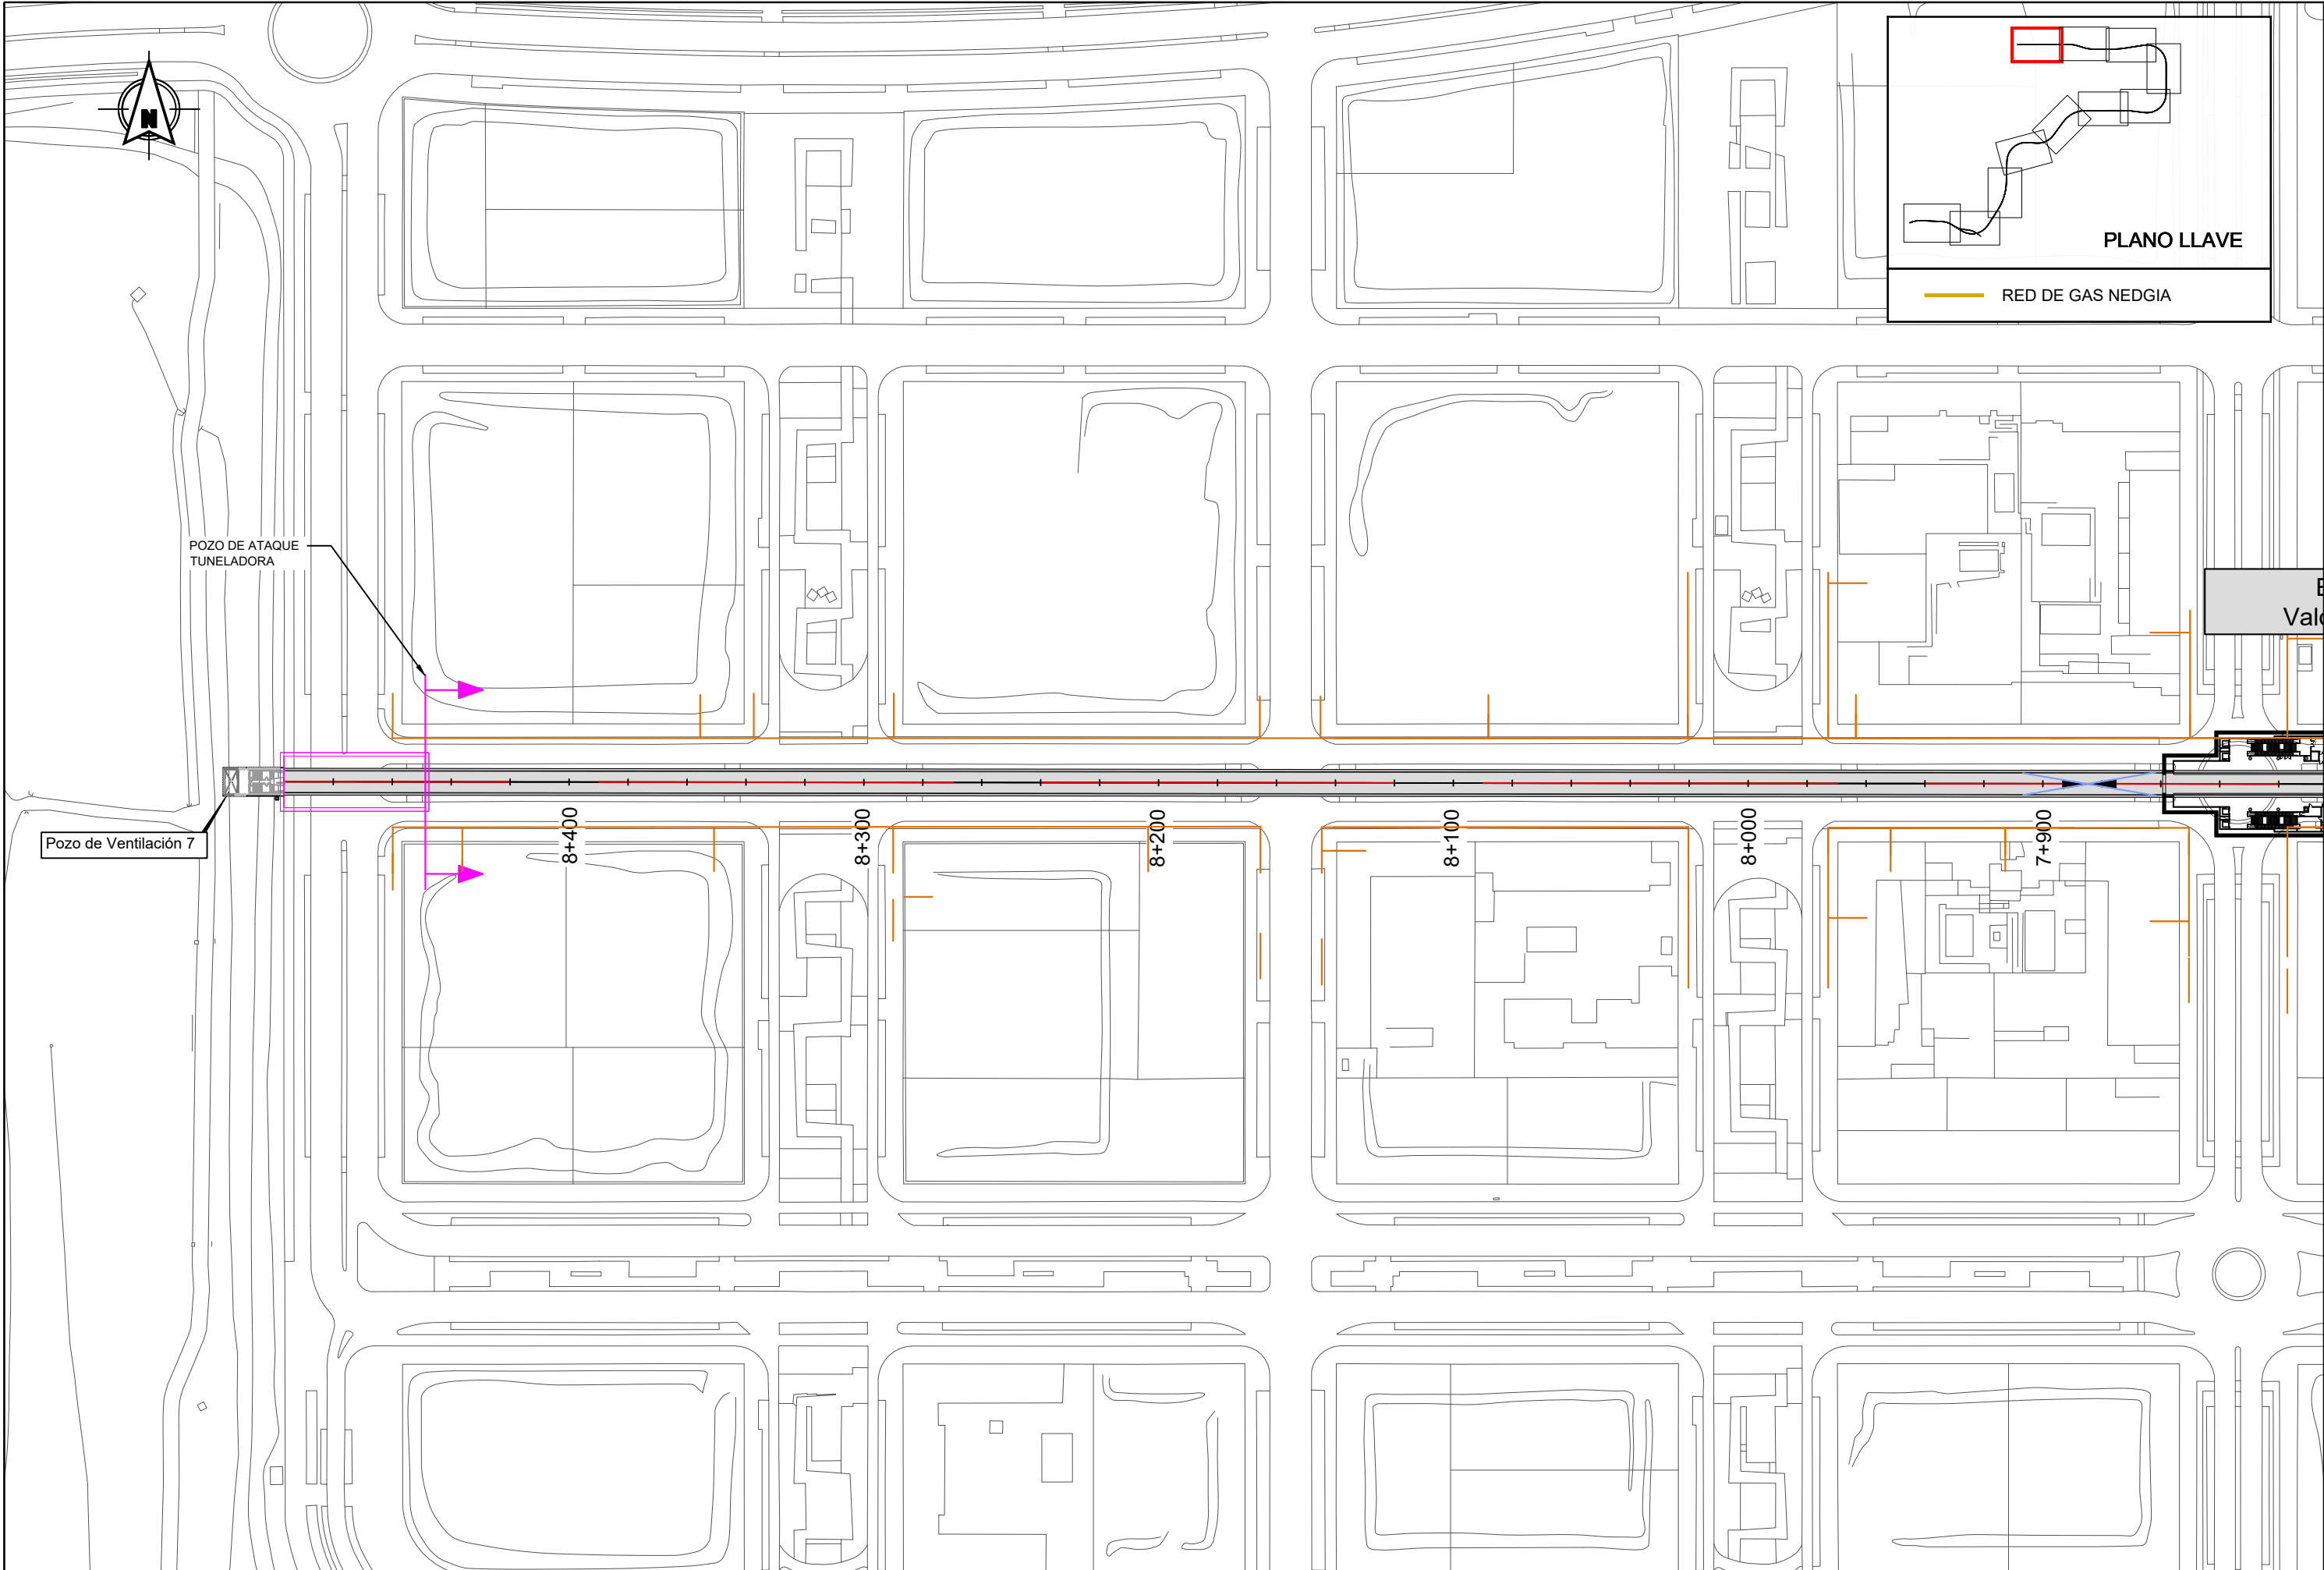 N
PLANO LLAVE
RED DE GAS NEDGIA
POZO DE ATAQUE
TUNELADORA
Pozo de Ventilación 7
8+400
8+300
8+200
8+100
8+000
7+900